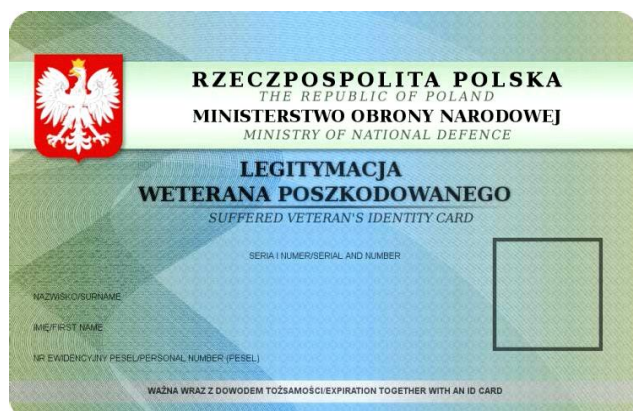 RZECZPOSPOLITA POLSKA
THE REPUBLIC OF POLAND
MINISTERSTWO OBRONY NARODOWEJ
MINISTRY OF NATIONAL DEFENCE
LEGITYMACJA
WETERANA POSZKODOWANEGO
SUFFERED VETERAN'S IDENTITY CARD
SERIA I NUMER/SERIAL AND NUMBER
NAZWISKO/SURNAME
IMIĘ/FIRST NAME
NR EWIDENCYJNY PESEL/PERSONAL NUMBER (PESEL)
WAŻNA WRAZ Z DOWODEM TOŻSAMOŚCI/EXPIRATION TOGETHER WITH AN ID CARD